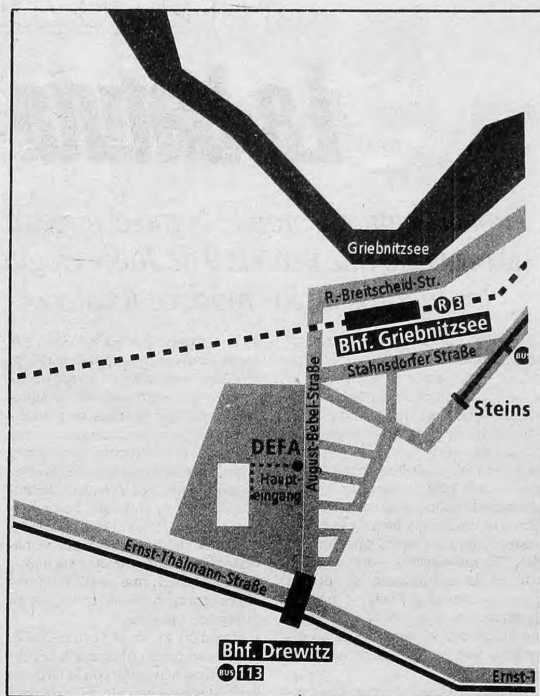 Griebnitzsee
R.-Breitscheid-Str.
R 3
Bhf. Griebnitzsee
Stahnsdorfer Straße
BUS
Steins
August-Bebel-Straße
DEFA
Haupt-
eingang
Ernst-Thälmann-Straße
Bhf. Drewitz
BUS 113
Ernst-T